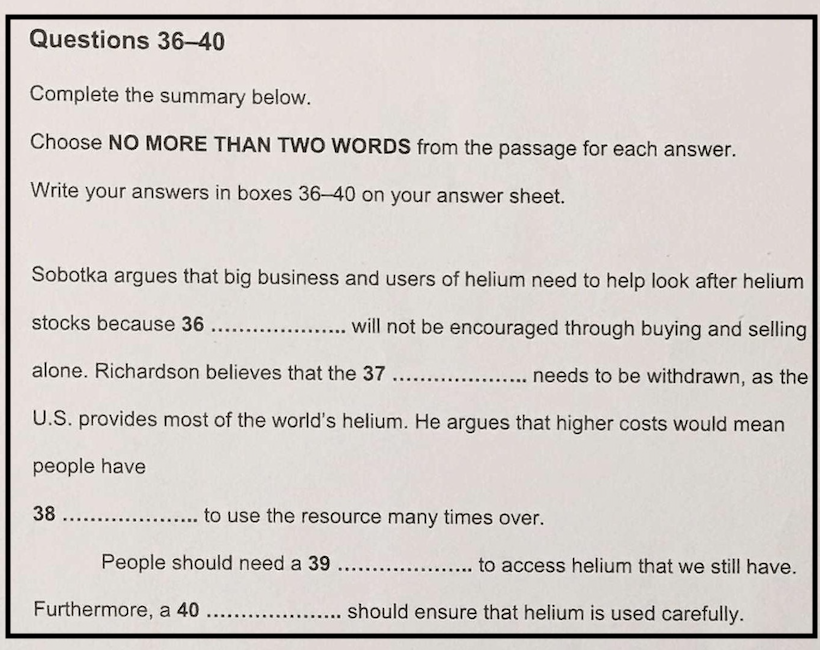 Questions 36–40
Complete the summary below.
Choose NO MORE THAN TWO WORDS from the passage for each answer.
Write your answers in boxes 36–40 on your answer sheet.
Sobotka argues that big business and users of helium need to help look after helium
stocks because 36 ..................... will not be encouraged through buying and selling
alone. Richardson believes that the 37 ..................... needs to be withdrawn, as the
U.S. provides most of the world's helium. He argues that higher costs would mean
people have
38 ..................... to use the resource many times over.
People should need a 39 ..................... to access helium that we still have.
Furthermore, a 40 ..................... should ensure that helium is used carefully.